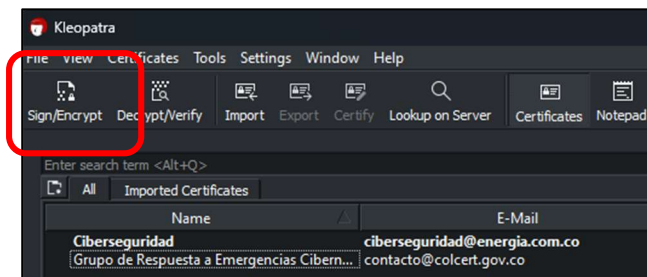 Kleopatra
File View Certificates Tools Settings Window Help
Sign/Encrypt Decrypt/Verify Import Export Certify Lookup on Server Certificates Notepad
Enter search term <Alt+Q>
All Imported Certificates
Name E-Mail
Ciberseguridad ciberseguridad@energia.com.co
Grupo de Respuesta a Emergencias Cibern... contacto@colcert.gov.co